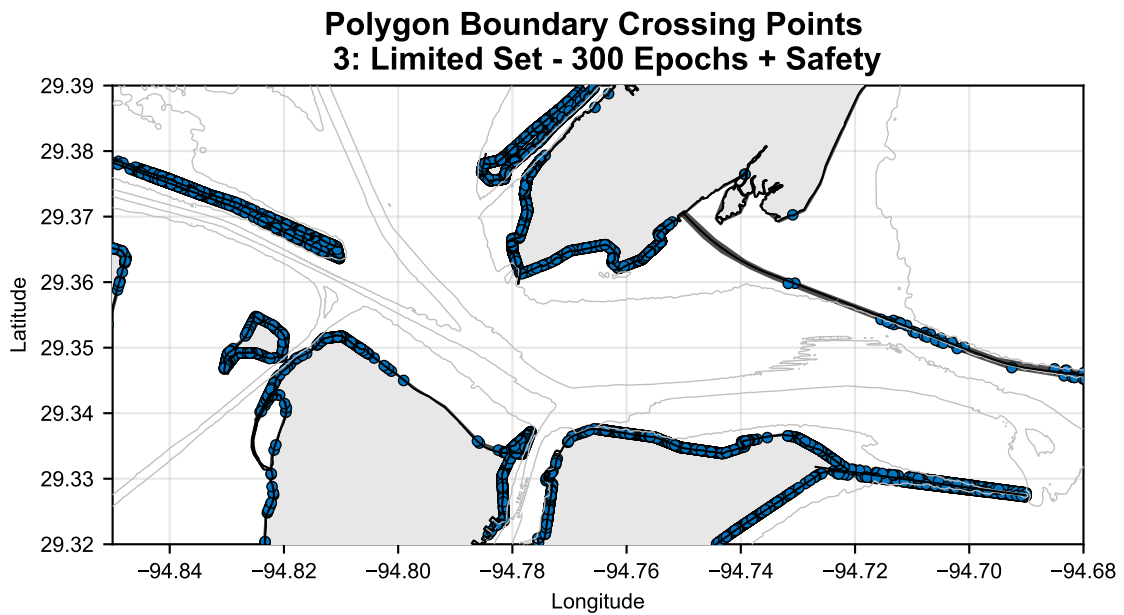 Polygon Boundary Crossing Points
3: Limited Set - 300 Epochs + Safety
29.39
29.38
29.37
29.36
29.35
29.34
29.33
29.32
Latitude
−94.84 −94.82 −94.80 −94.78 −94.76 −94.74 −94.72 −94.70 −94.68
Longitude